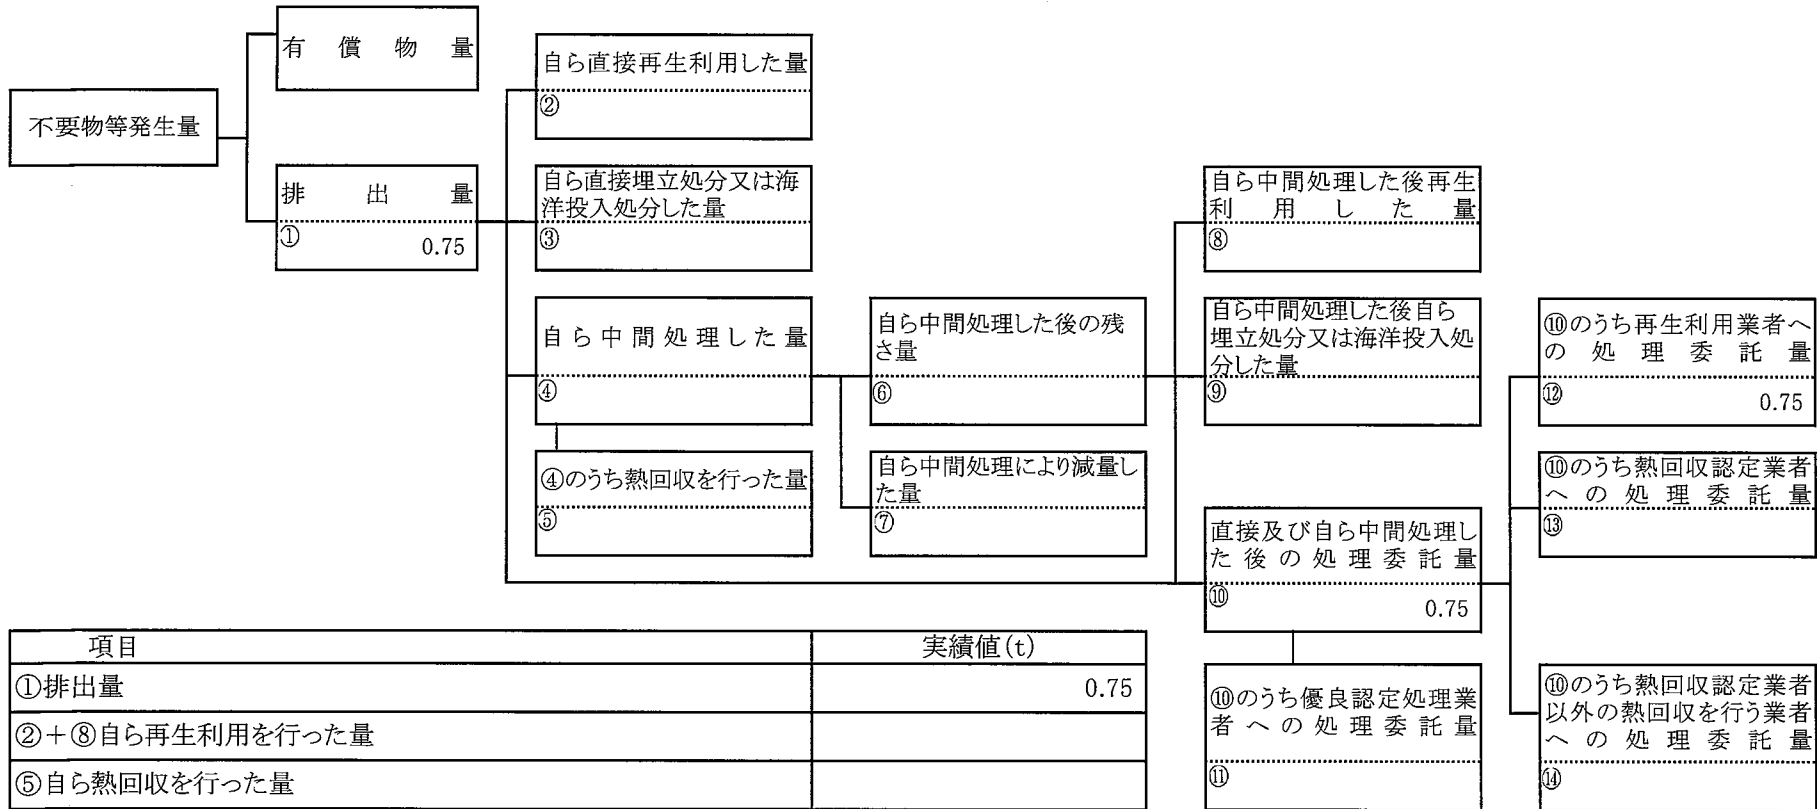 不要物等発生量
有償物量
排出量
①
0.75
自ら直接再生利用した量
②
自ら直接埋立処分又は海
洋投入処分した量
③
自ら中間処理した量
④
④のうち熱回収を行った量
⑤
自ら中間処理した後の残
さ量
⑥
自ら中間処理により減量し
た量
⑦
自ら中間処理した後再生
利用した量
⑧
自ら中間処理した後自ら
埋立処分又は海洋投入処
分した量
⑨
直接及び自ら中間処理し
た後の処理委託量
⑩
0.75
⑩のうち優良認定処理業
者への処理委託量
⑪
⑩のうち再生利用業者へ
の処理委託量
⑫
0.75
⑩のうち熱回収認定業者
への処理委託量
⑬
⑩のうち熱回収認定業者
以外の熱回収を行う業者
への処理委託量
⑭
項目 実績値(t)
①排出量 0.75
②+⑧自ら再生利用を行った量
⑤自ら熱回収を行った量